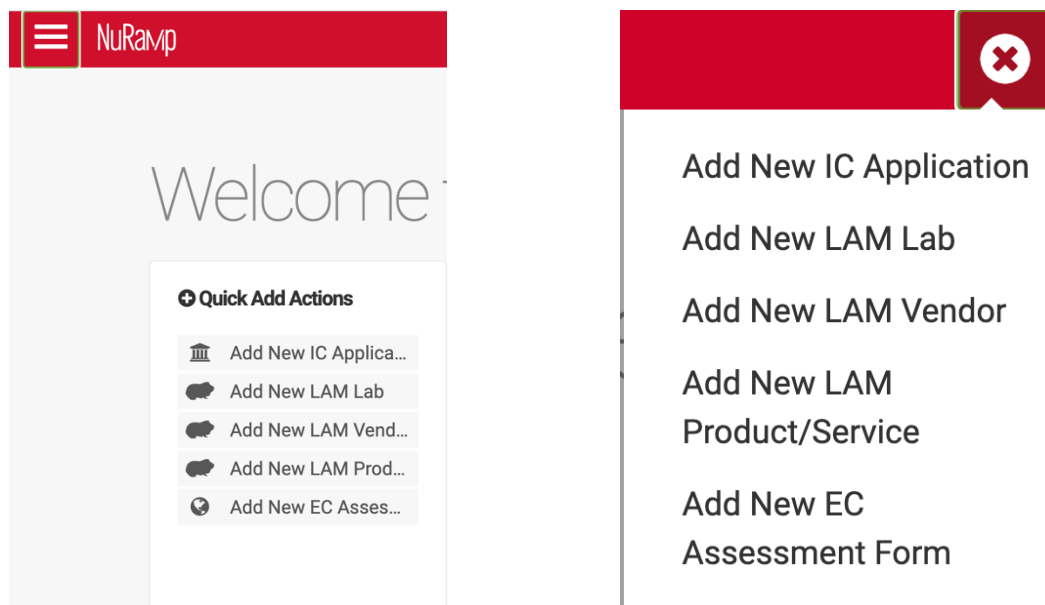 NuRamp
Welcome
Quick Add Actions
Add New IC Applica...
Add New LAM Lab
Add New LAM Vend...
Add New LAM Prod...
Add New EC Asses...
Add New IC Application
Add New LAM Lab
Add New LAM Vendor
Add New LAM
Product/Service
Add New EC
Assessment Form